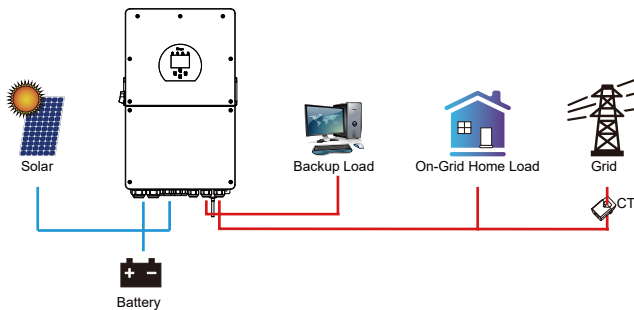 Solar
Backup Load
On-Grid Home Load
Grid
CT
Battery